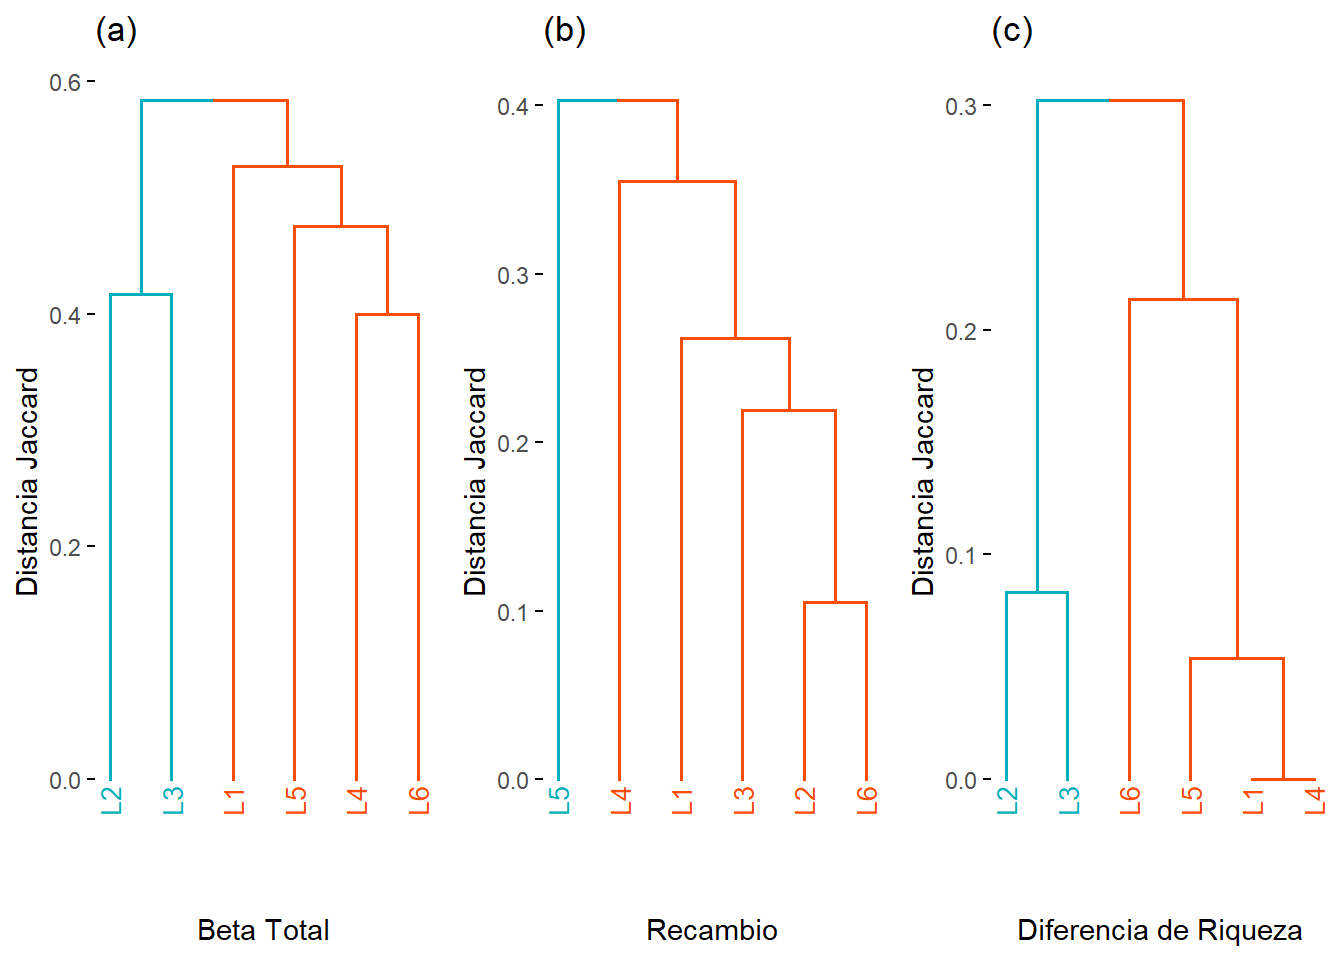 (a)
Distancia Jaccard
0.6
0.4
0.2
0.0
L2
L3
L1
L5
L4
L6
Beta Total
(b)
Distancia Jaccard
0.4
0.3
0.2
0.1
0.0
L5
L4
L1
L3
L2
L6
Recambio
(c)
Distancia Jaccard
0.3
0.2
0.1
0.0
L2
L3
L6
L5
L1
L4
Diferencia de Riqueza